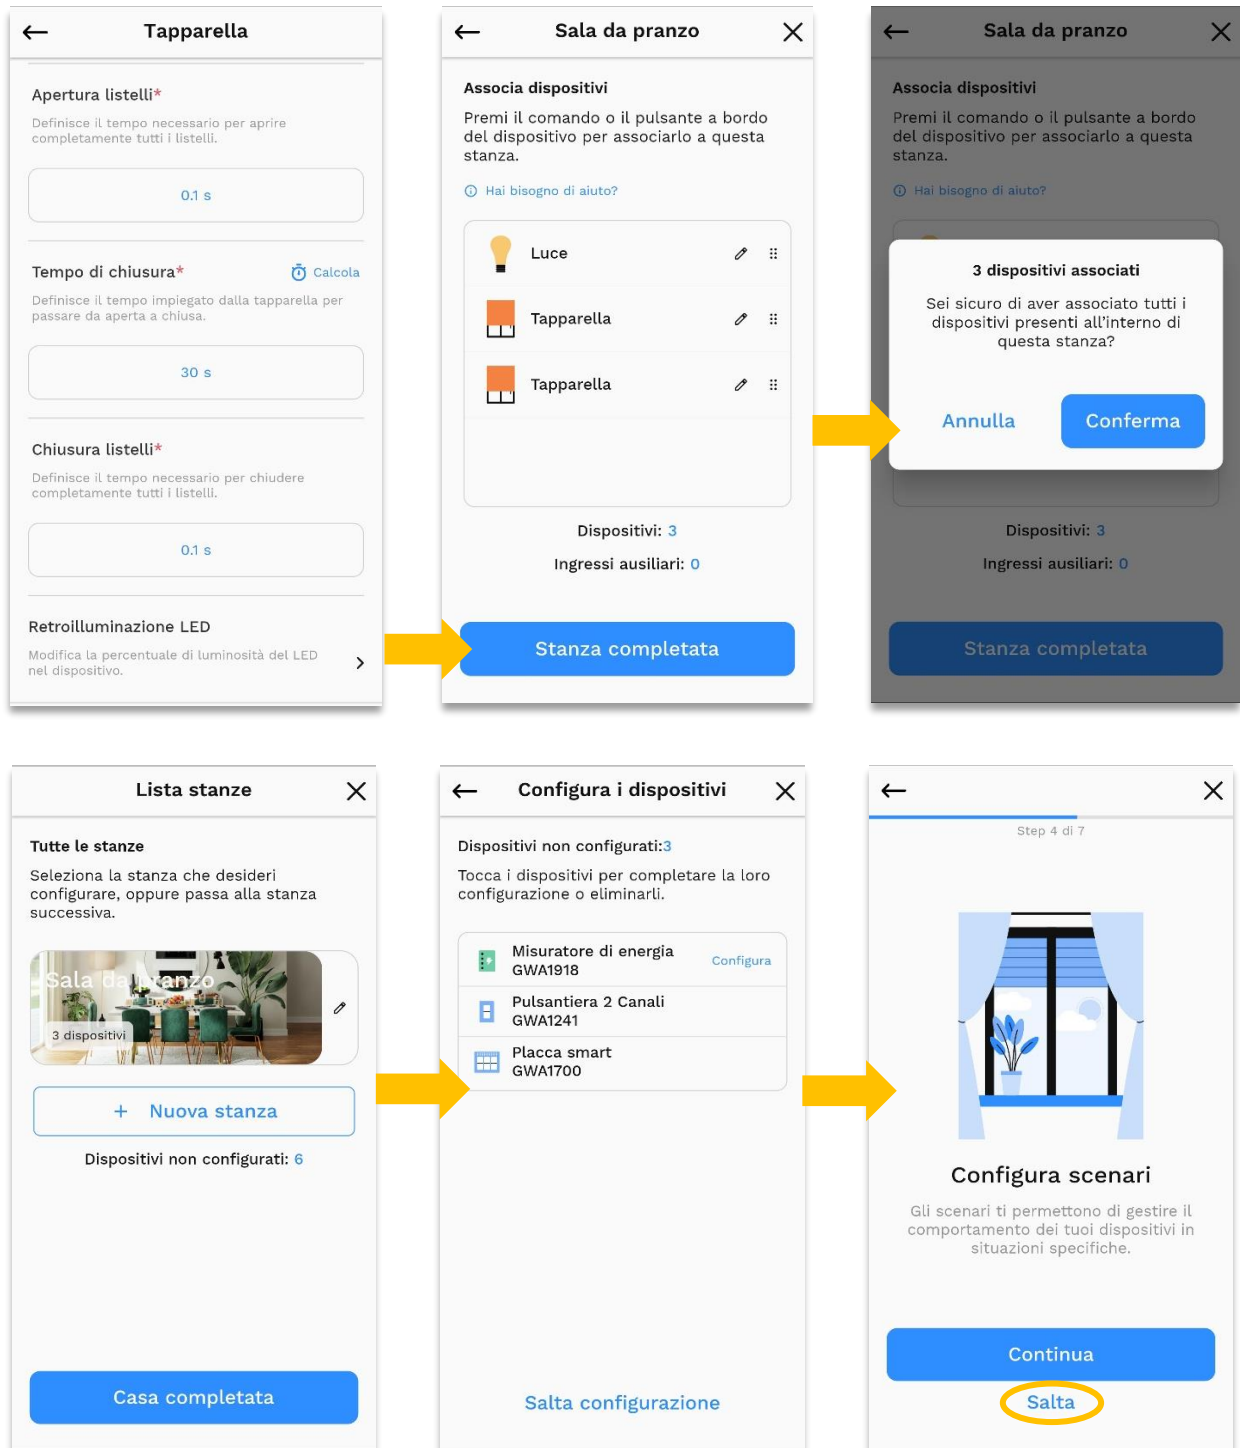 Tapparella
Apertura listelli*
Definisce il tempo necessario per aprire
completamente tutti i listelli.
0.1 s
Tempo di chiusura*
Calcola
Definisce il tempo impiegato dalla tapparella per
passare da aperta a chiusa.
30 s
Chiusura listelli*
Definisce il tempo necessario per chiudere
completamente tutti i listelli.
0.1 s
Retroilluminazione LED
Modifica la percentuale di luminosità del LED
nel dispositivo.
Sala da pranzo
Associa dispositivi
Premi il comando o il pulsante a bordo
del dispositivo per associarlo a questa
stanza.
Hai bisogno di aiuto?
Luce
Tapparella
Tapparella
Dispositivi: 3
Ingressi ausiliari: 0
Stanza completata
Sala da pranzo
Associa dispositivi
Premi il comando o il pulsante a bordo
del dispositivo per associarlo a questa
stanza.
Hai bisogno di aiuto?
3 dispositivi associati
Sei sicuro di aver associato tutti i
dispositivi presenti all'interno di
questa stanza?
Annulla
Conferma
Dispositivi: 3
Ingressi ausiliari: 0
Stanza completata
Lista stanze
Tutte le stanze
Seleziona la stanza che desideri
configurare, oppure passa alla stanza
successiva.
Sala da pranzo
3 dispositivi
+ Nuova stanza
Dispositivi non configurati: 6
Casa completata
Configura i dispositivi
Dispositivi non configurati:3
Tocca i dispositivi per completare la loro
configurazione o eliminarli.
Misuratore di energia
GWA1918
Configura
Pulsantiera 2 Canali
GWA1241
Placca smart
GWA1700
Salta configurazione
Step 4 di 7
Configura scenari
Gli scenari ti permettono di gestire il
comportamento dei tuoi dispositivi in
situazioni specifiche.
Continua
Salta